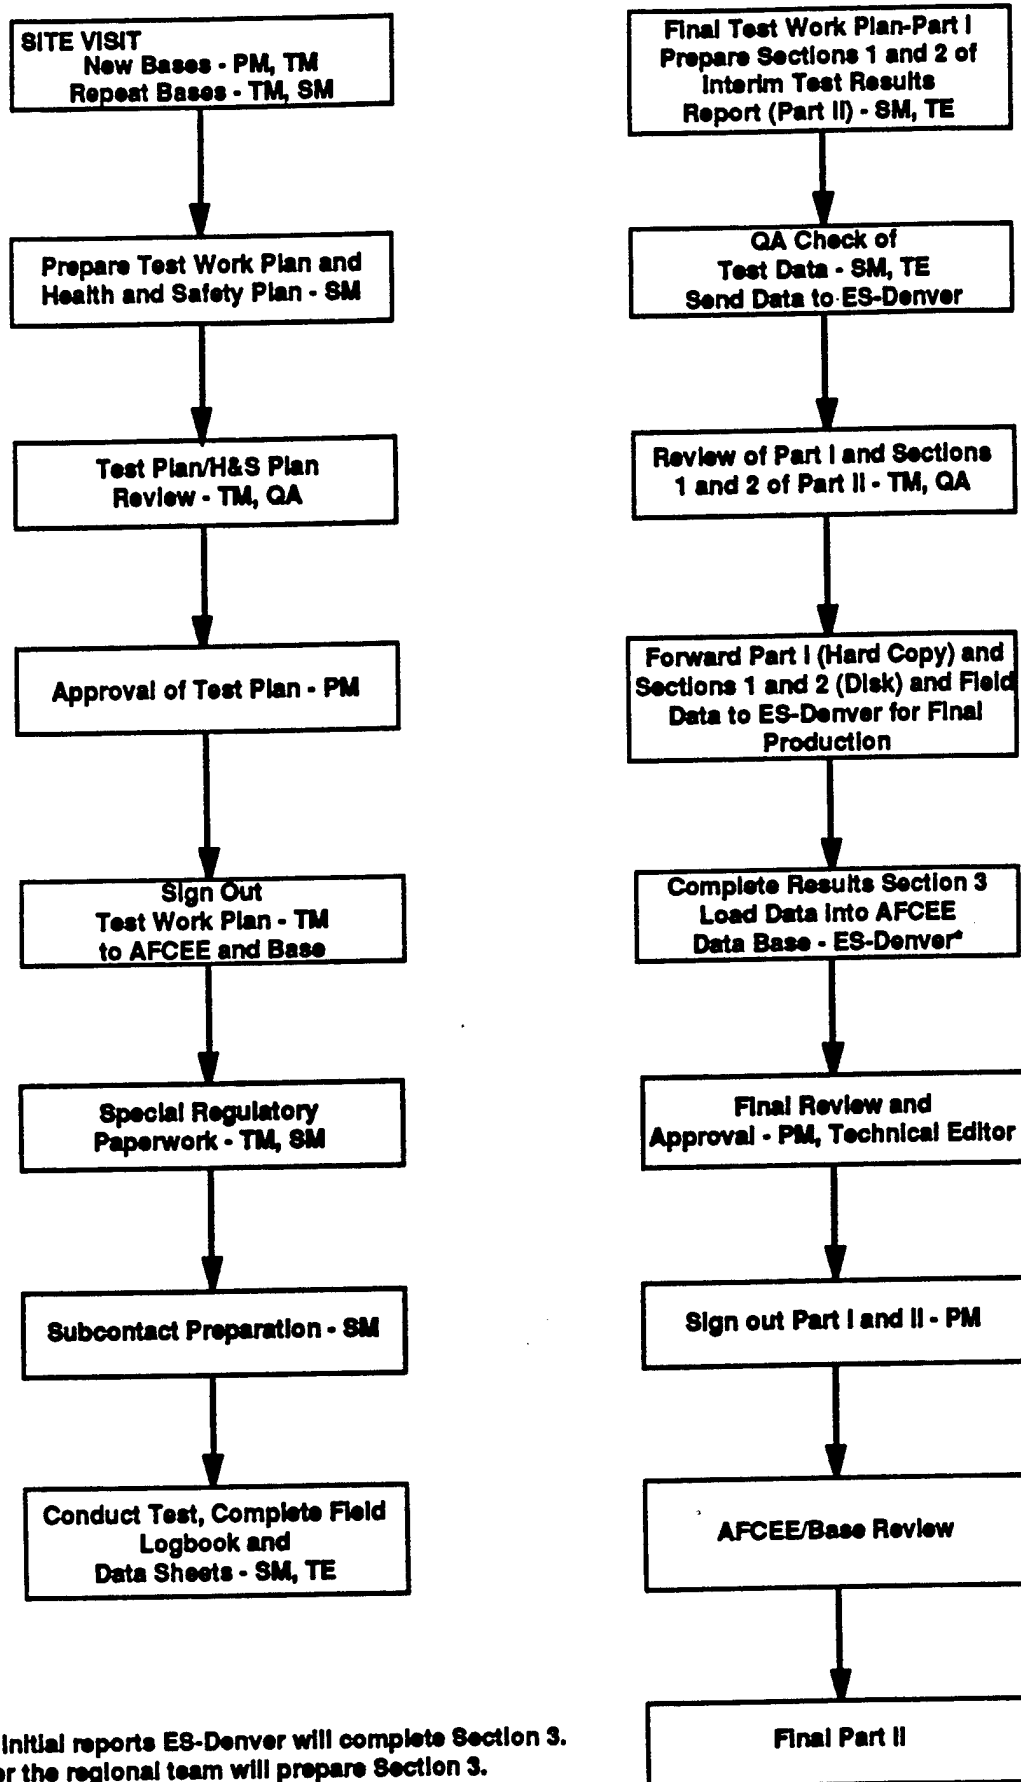 SITE VISIT
New Bases - PM, TM
Repeat Bases - TM, SM
Prepare Test Work Plan and
Health and Safety Plan - SM
Test Plan/H&S Plan
Review - TM, QA
Approval of Test Plan - PM
Sign Out
Test Work Plan - TM
to AFCEE and Base
Special Regulatory
Paperwork - TM, SM
Subcontact Preparation - SM
Conduct Test, Complete Field
Logbook and
Data Sheets - SM, TE
Final Test Work Plan-Part I
Prepare Sections 1 and 2 of
Interim Test Results
Report (Part II) - SM, TE
QA Check of
Test Data - SM, TE
Send Data to ES-Denver
Review of Part I and Sections
1 and 2 of Part II - TM, QA
Forward Part I (Hard Copy) and
Sections 1 and 2 (Disk) and Field
Data to ES-Denver for Final
Production
Complete Results Section 3
Load Data into AFCEE
Data Base - ES-Denver*
Final Review and
Approval - PM, Technical Editor
Sign out Part I and II - PM
AFCEE/Base Review
Final Part II
initial reports ES-Denver will complete Section 3.
the regional team will prepare Section 3.